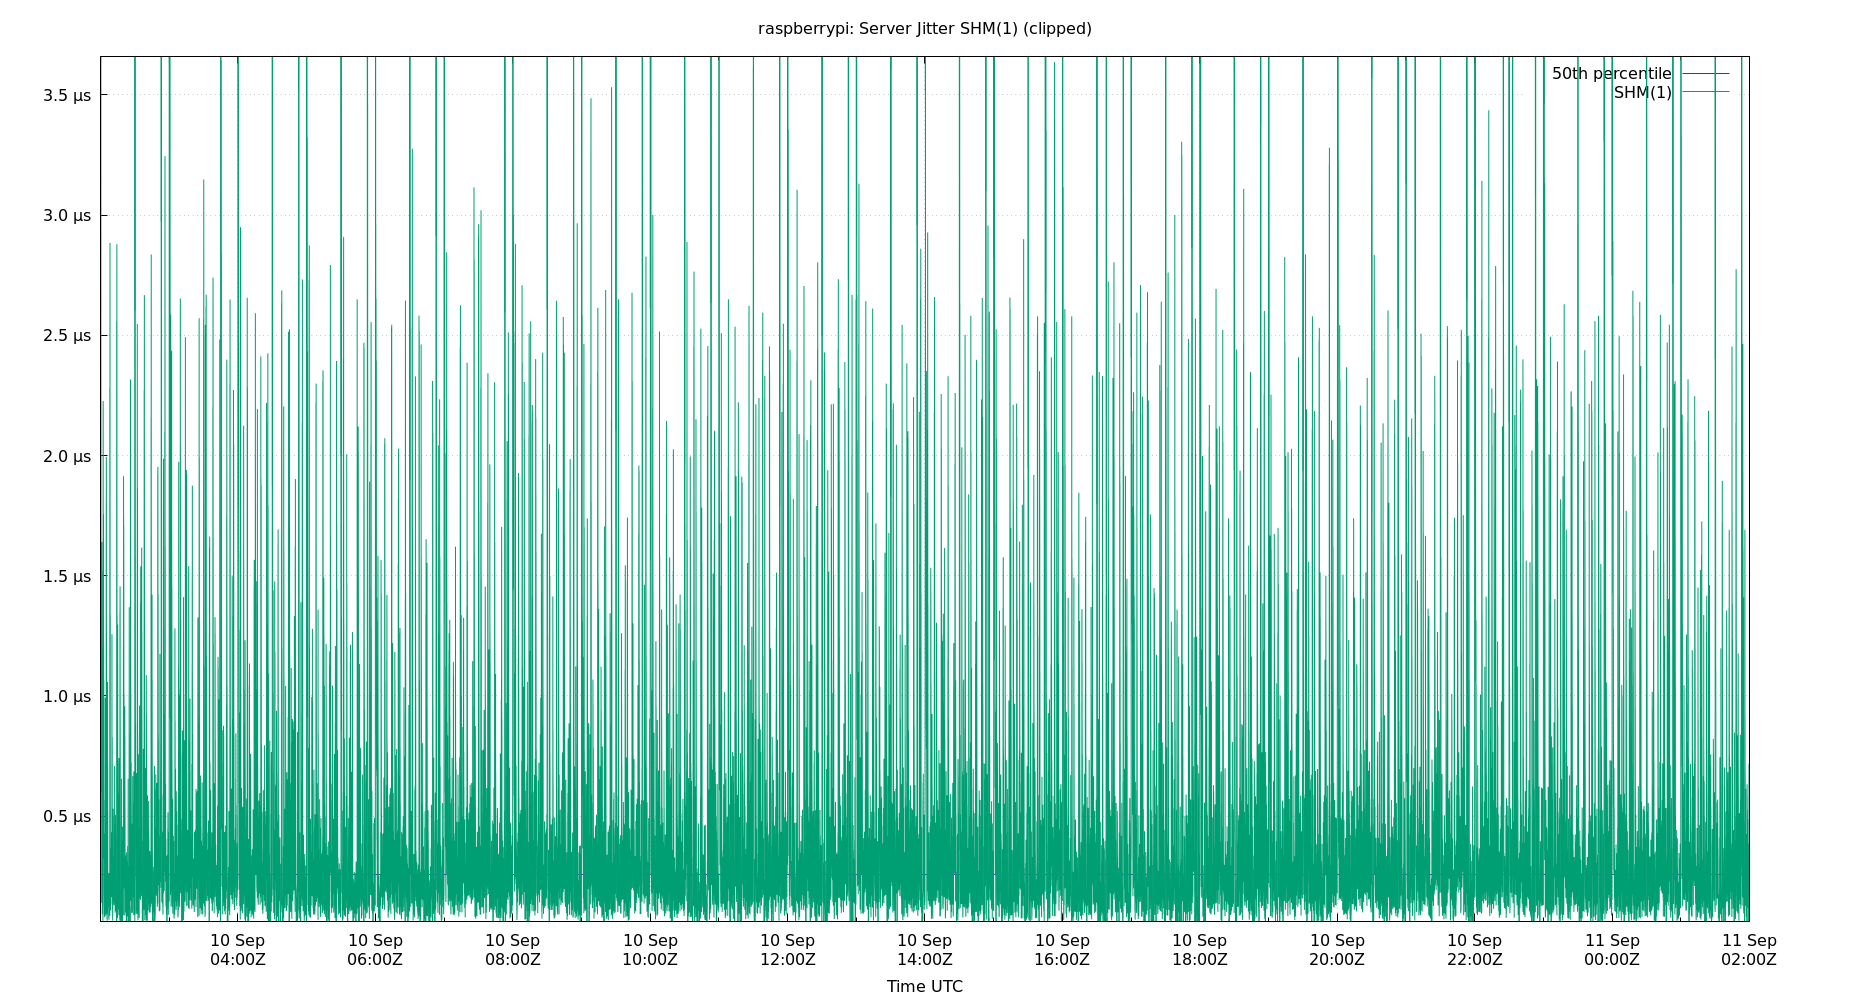 raspberrypi: Server Jitter SHM(1) (clipped)
50th percentile
SHM(1)
3.5 µs
3.0 µs
2.5 µs
2.0 µs
1.5 µs
1.0 µs
0.5 µs
10 Sep 10 Sep 10 Sep 10 Sep 10 Sep 10 Sep 10 Sep 10 Sep 10 Sep 10 Sep 11 Sep 11 Sep
04:00Z 06:00Z 08:00Z 10:00Z 12:00Z 14:00Z 16:00Z 18:00Z 20:00Z 22:00Z 00:00Z 02:00Z
Time UTC